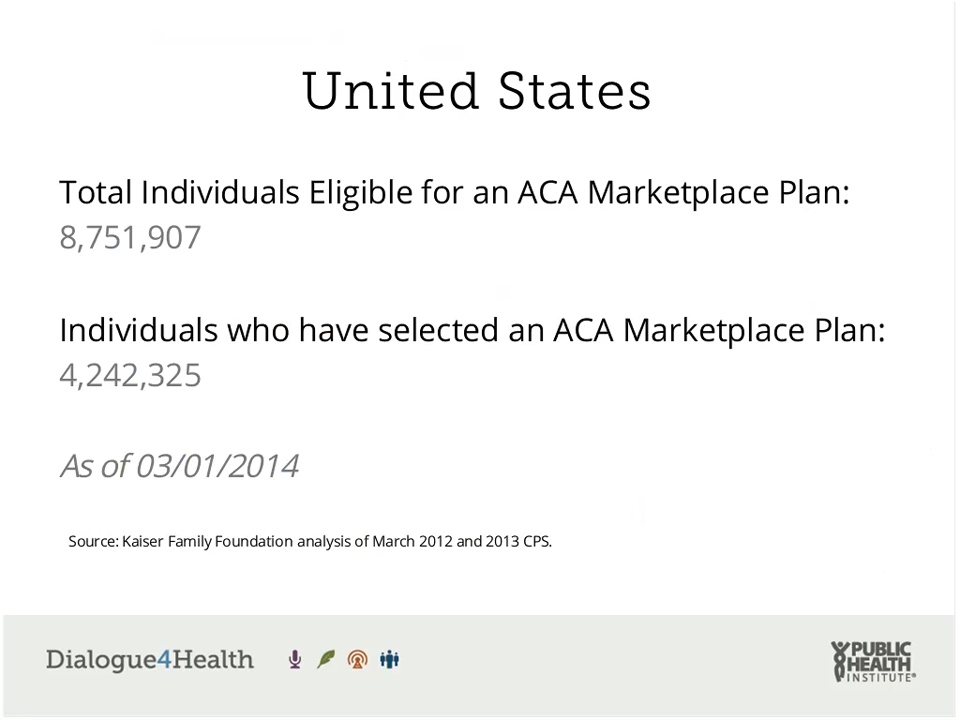 United States
Total Individuals Eligible for an ACA Marketplace Plan:
8,751,907
Individuals who have selected an ACA Marketplace Plan:
4,242,325
As of 03/01/2014
Source: Kaiser Family Foundation analysis of March 2012 and 2013 CPS.
Dialogue4Health
PUBLIC
HEALTH
INSTITUTE®